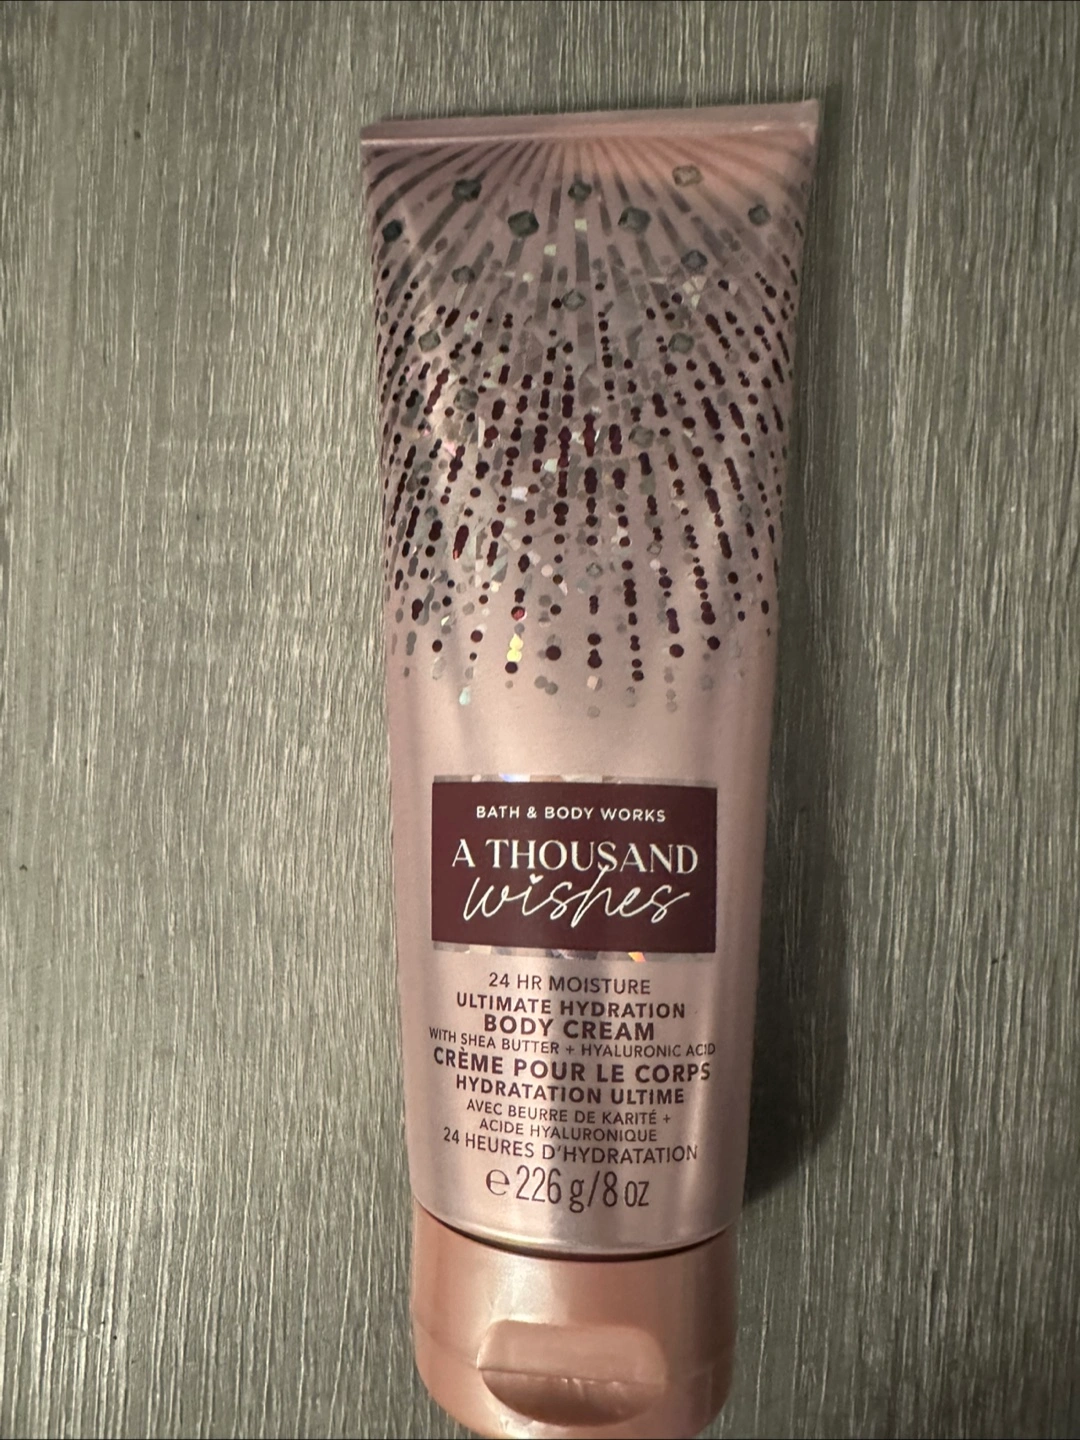 BATH & BODY WORKS
A THOUSAND
wishes
24 HR MOISTURE
ULTIMATE HYDRATION
BODY CREAM
WITH SHEA BUTTER + HYALURONIC ACID
CRÈME POUR LE CORPS
HYDRATATION ULTIME
AVEC BEURRE DE KARITÉ +
ACIDE HYALURONIQUE
24 HEURES D'HYDRATATION
℮ 226 g/8 oz